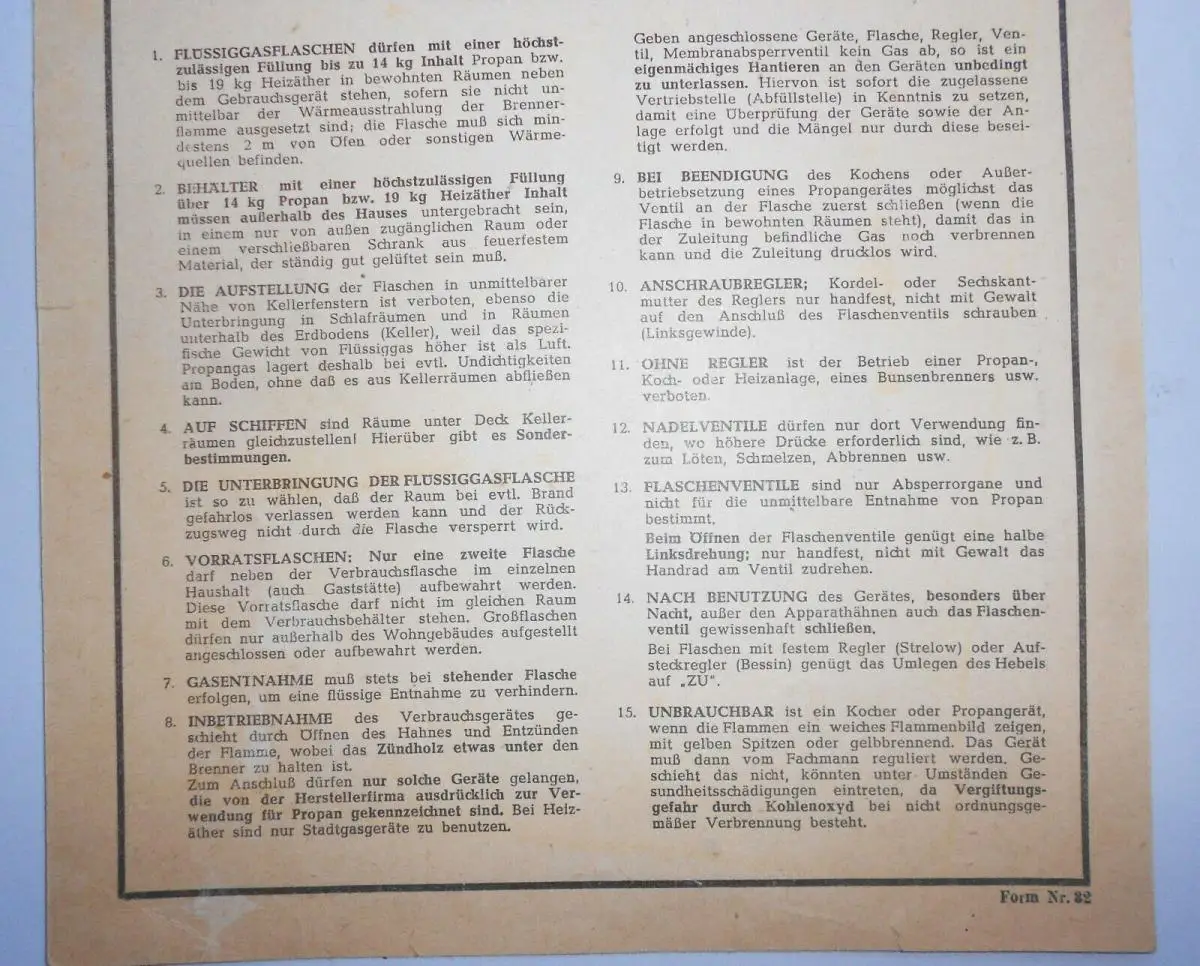 1. FLÜSSIGGASFLASCHEN dürfen mit einer höchst-
zulässigen Füllung bis zu 14 kg Inhalt Propan bzw.
bis 19 kg Heizäther in bewohnten Räumen neben
dem Gebrauchsgerät stehen, sofern sie nicht un-
mittelbar der Wärmeausstrahlung der Brenner-
flamme ausgesetzt sind; die Flasche muß sich min-
destens 2 m von Öfen oder sonstigen Wärme-
quellen befinden.
2. BEHÄLTER mit einer höchstzulässigen Füllung
über 14 kg Propan bzw. 19 kg Heizäther Inhalt
müssen außerhalb des Hauses untergebracht sein,
in einem nur von außen zugänglichen Raum oder
einem verschließbaren Schrank aus feuerfestem
Material, der ständig gut gelüftet sein muß.
3. DIE AUFSTELLUNG der Flaschen in unmittelbarer
Nähe von Kellerfenstern ist verboten, ebenso die
Unterbringung in Schlafräumen und in Räumen
unterhalb des Erdbodens (Keller), weil das spezi-
fische Gewicht von Flüssiggas höher ist als Luft.
Propangas lagert deshalb bei evtl. Undichtigkeiten
am Boden, ohne daß es aus Kellerräumen abfließen
kann.
4. AUF SCHIFFEN sind Räume unter Deck Keller-
räumen gleichzustellen! Hierüber gibt es Sonder-
bestimmungen.
5. DIE UNTERBRINGUNG DER FLÜSSIGGASFLASCHE
ist so zu wählen, daß der Raum bei evtl. Brand
gefahrlos verlassen werden kann und der Rück-
zugsweg nicht durch die Flasche versperrt wird.
6. VORRATSFLASCHEN: Nur eine zweite Flasche
darf neben der Verbrauchsflasche im einzelnen
Haushalt (auch Gaststätte) aufbewahrt werden.
Diese Vorratsflasche darf nicht im gleichen Raum
mit dem Verbrauchsbehälter stehen. Großflaschen
dürfen nur außerhalb des Wohngebäudes aufgestellt
angeschlossen oder aufbewahrt werden.
7. GASENTNAHME muß stets bei stehender Flasche
erfolgen, um eine flüssige Entnahme zu verhindern.
8. INBETRIEBNAHME des Verbrauchsgerätes ge-
schieht durch Öffnen des Hahnes und Entzünden
der Flamme, wobei das Zündholz etwas unter den
Brenner zu halten ist.
Zum Anschluß dürfen nur solche Geräte gelangen,
die von der Herstellerfirma ausdrücklich zur Ver-
wendung für Propan gekennzeichnet sind. Bei Heiz-
äther sind nur Stadtgasgeräte zu benutzen.
Geben angeschlossene Geräte, Flasche, Regler, Ven-
til, Membranabsperrventil kein Gas ab, so ist ein
eigenmächiges Hantieren an den Geräten unbedingt
zu unterlassen. Hiervon ist sofort die zugelassene
Vertriebstelle (Abfüllstelle) in Kenntnis zu setzen,
damit eine Überprüfung der Geräte sowie der An-
lage erfolgt und die Mängel nur durch diese besei-
tigt werden.
9. BEI BEENDIGUNG des Kochens oder Außer-
betriebsetzung eines Propangerätes möglichst das
Ventil an der Flasche zuerst schließen (wenn die
Flasche in bewohnten Räumen steht), damit das in
der Zuleitung befindliche Gas noch verbrennen
kann und die Zuleitung drucklos wird.
10. ANSCHRAUBREGLER; Kordel- oder Sechskant-
mutter des Reglers nur handfest, nicht mit Gewalt
auf den Anschluß des Flaschenventils schrauben
(Linksgewinde).
11. OHNE REGLER ist der Betrieb einer Propan-,
Koch- oder Heizanlage, eines Bunsenbrenners usw.
verboten.
12. NADELVENTILE dürfen nur dort Verwendung fin-
den, wo höhere Drücke erforderlich sind, wie z. B.
zum Löten, Schmelzen, Abbrennen usw.
13. FLASCHENVENTILE sind nur Absperrorgane und
nicht für die unmittelbare Entnahme von Propan
bestimmt.
Beim Öffnen der Flaschenventile genügt eine halbe
Linksdrehung; nur handfest, nicht mit Gewalt das
Handrad am Ventil zudrehen.
14. NACH BENUTZUNG des Gerätes, besonders über
Nacht, außer den Apparathähnen auch das Flaschen-
ventil gewissenhaft schließen.
Bei Flaschen mit festem Regler (Strelow) oder Auf-
steckregler (Bessin) genügt das Umlegen des Hebels
auf „ZU".
15. UNBRAUCHBAR ist ein Kocher oder Propangerät,
wenn die Flammen ein weiches Flammenbild zeigen,
mit gelben Spitzen oder gelbbrennend. Das Gerät
muß dann vom Fachmann reguliert werden. Ge-
schieht das nicht, könnten unter Umständen Ge-
sundheitsschädigungen eintreten, da Vergiftungs-
gefahr durch Kohlenoxyd bei nicht ordnungsge-
mäßer Verbrennung besteht.
Form Nr. 82